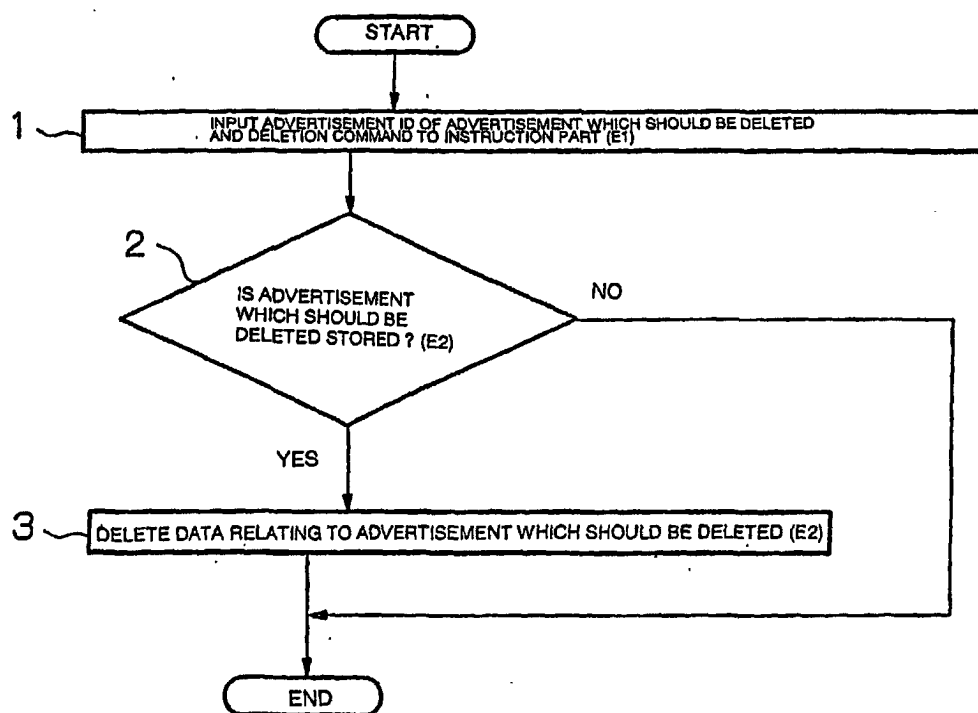 START
1
INPUT ADVERTISEMENT ID OF ADVERTISEMENT WHICH SHOULD BE DELETED
AND DELETION COMMAND TO INSTRUCTION PART (E1)
2
IS ADVERTISEMENT
WHICH SHOULD BE
DELETED STORED ? (E2)
NO
YES
3
DELETE DATA RELATING TO ADVERTISEMENT WHICH SHOULD BE DELETED (E2)
END